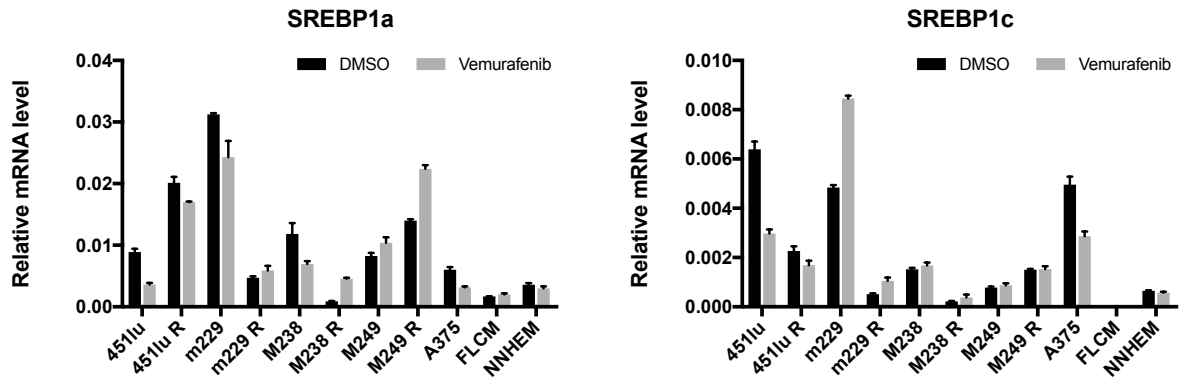 SREBP1a
DMSO
Vemurafenib
Relative mRNA level
0.04
0.03
0.02
0.01
0.00
451lu
451lu R
m229
m229 R
M238
M238 R
M249
M249 R
A375
FLCM
NNHEM
SREBP1c
DMSO
Vemurafenib
Relative mRNA level
0.010
0.008
0.006
0.004
0.002
0.000
451lu
451lu R
m229
m229 R
M238
M238 R
M249
M249 R
A375
FLCM
NNHEM